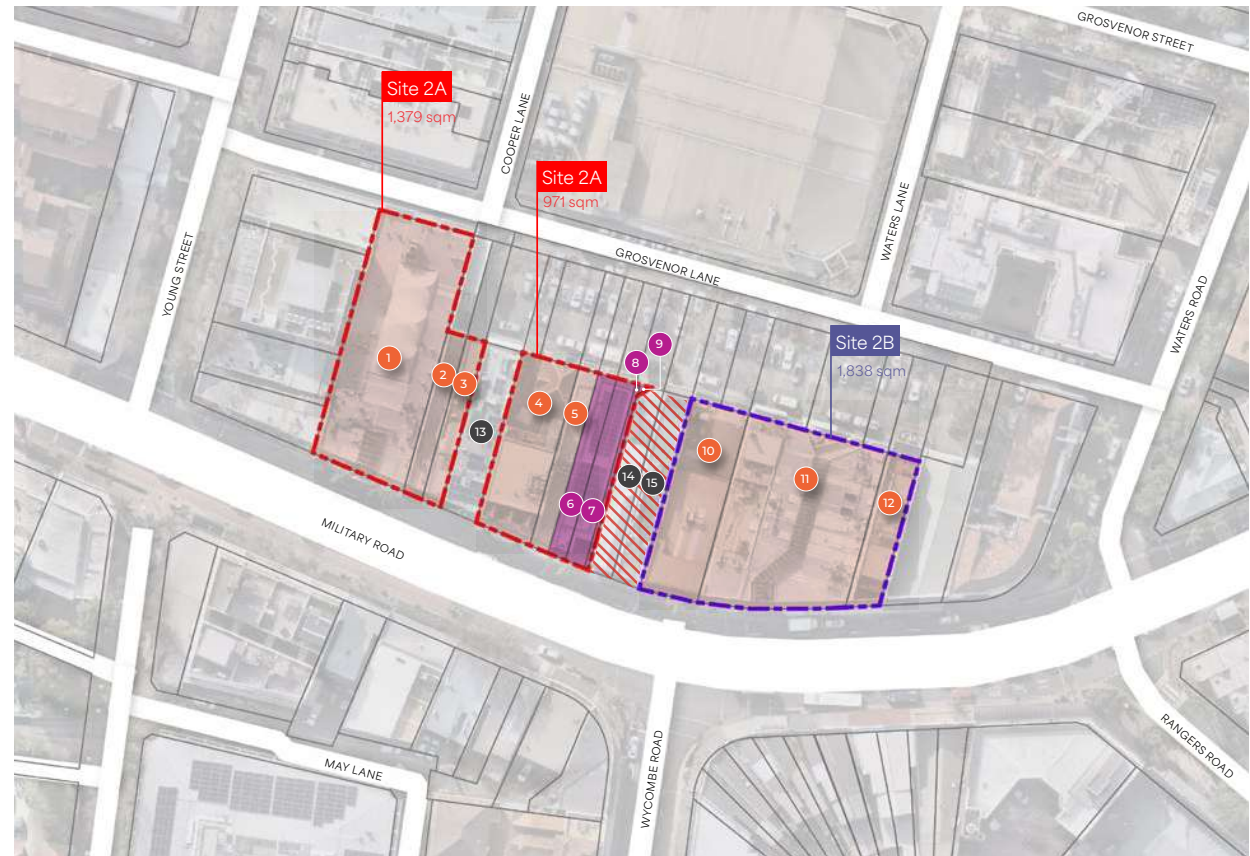 GROSVENOR STREET
Site 2A
1,379 sqm
COOPER LANE
Site 2A
971 sqm
WATERS LANE
GROSVENOR LANE
YOUNG STREET
WATERS ROAD
Site 2B
1,838 sqm
9
8
1
2
3
4
5
13
10
14
15
11
12
6
7
MILITARY ROAD
MAY LANE
WYCOMBE ROAD
RANGERS ROAD